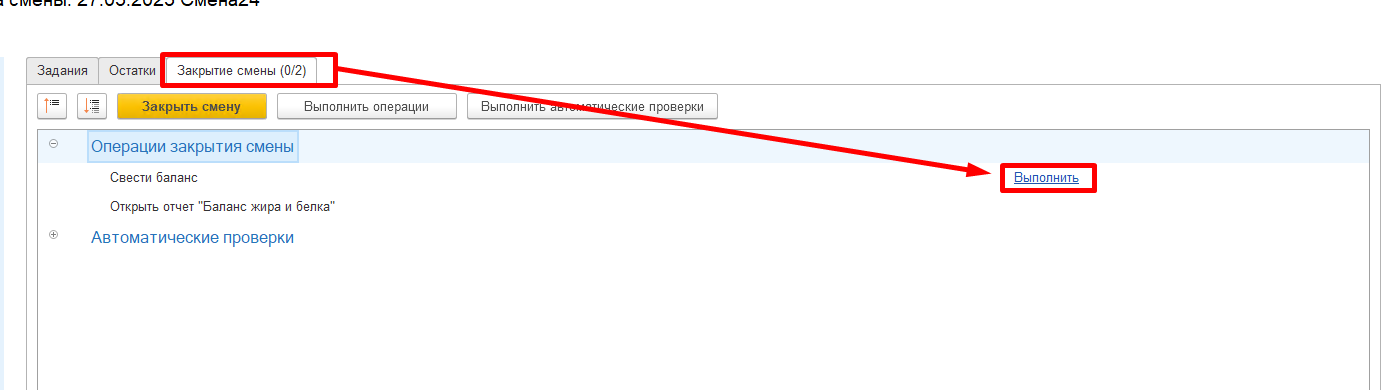 а смены: 27.05.2025 Смена24
Задания Остатки Закрытие смены (0/2)
Закрыть смену Выполнить операции Выполнить автоматические проверки
Операции закрытия смены
Свести баланс Выполнить
Открыть отчет "Баланс жира и белка"
Автоматические проверки